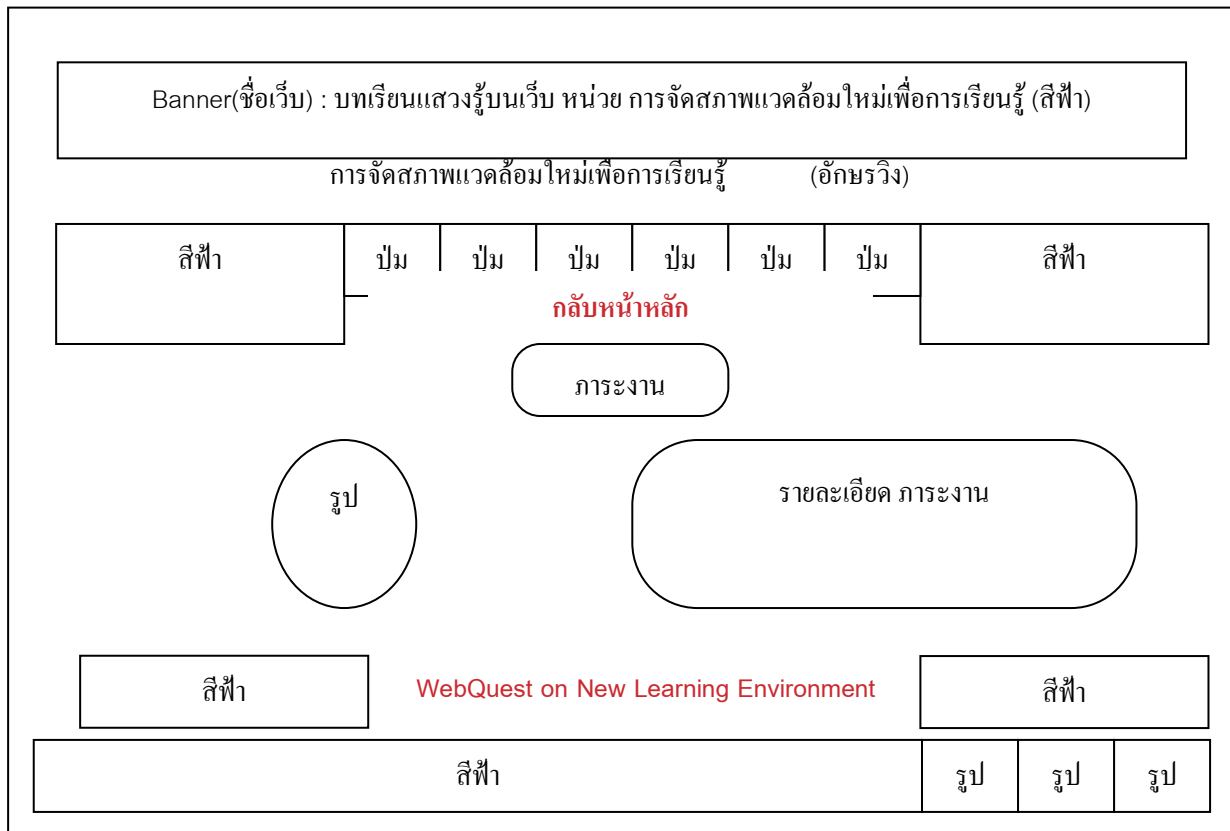 Banner(ชื่อเว็บ) : บทเรียนแสวงรู้บนเว็บ หน่วย การจัดสภาพแวดล้อมใหม่เพื่อการเรียนรู้ (สีฟ้า)
การจัดสภาพแวดล้อมใหม่เพื่อการเรียนรู้ (อักษรวิ่ง)
สีฟ้า ปุ่ม ปุ่ม ปุ่ม ปุ่ม ปุ่ม ปุ่ม สีฟ้า
กลับหน้าหลัก
ภาระงาน
รูป รายละเอียด ภาระงาน
สีฟ้า WebQuest on New Learning Environment สีฟ้า
สีฟ้า รูป รูป รูป